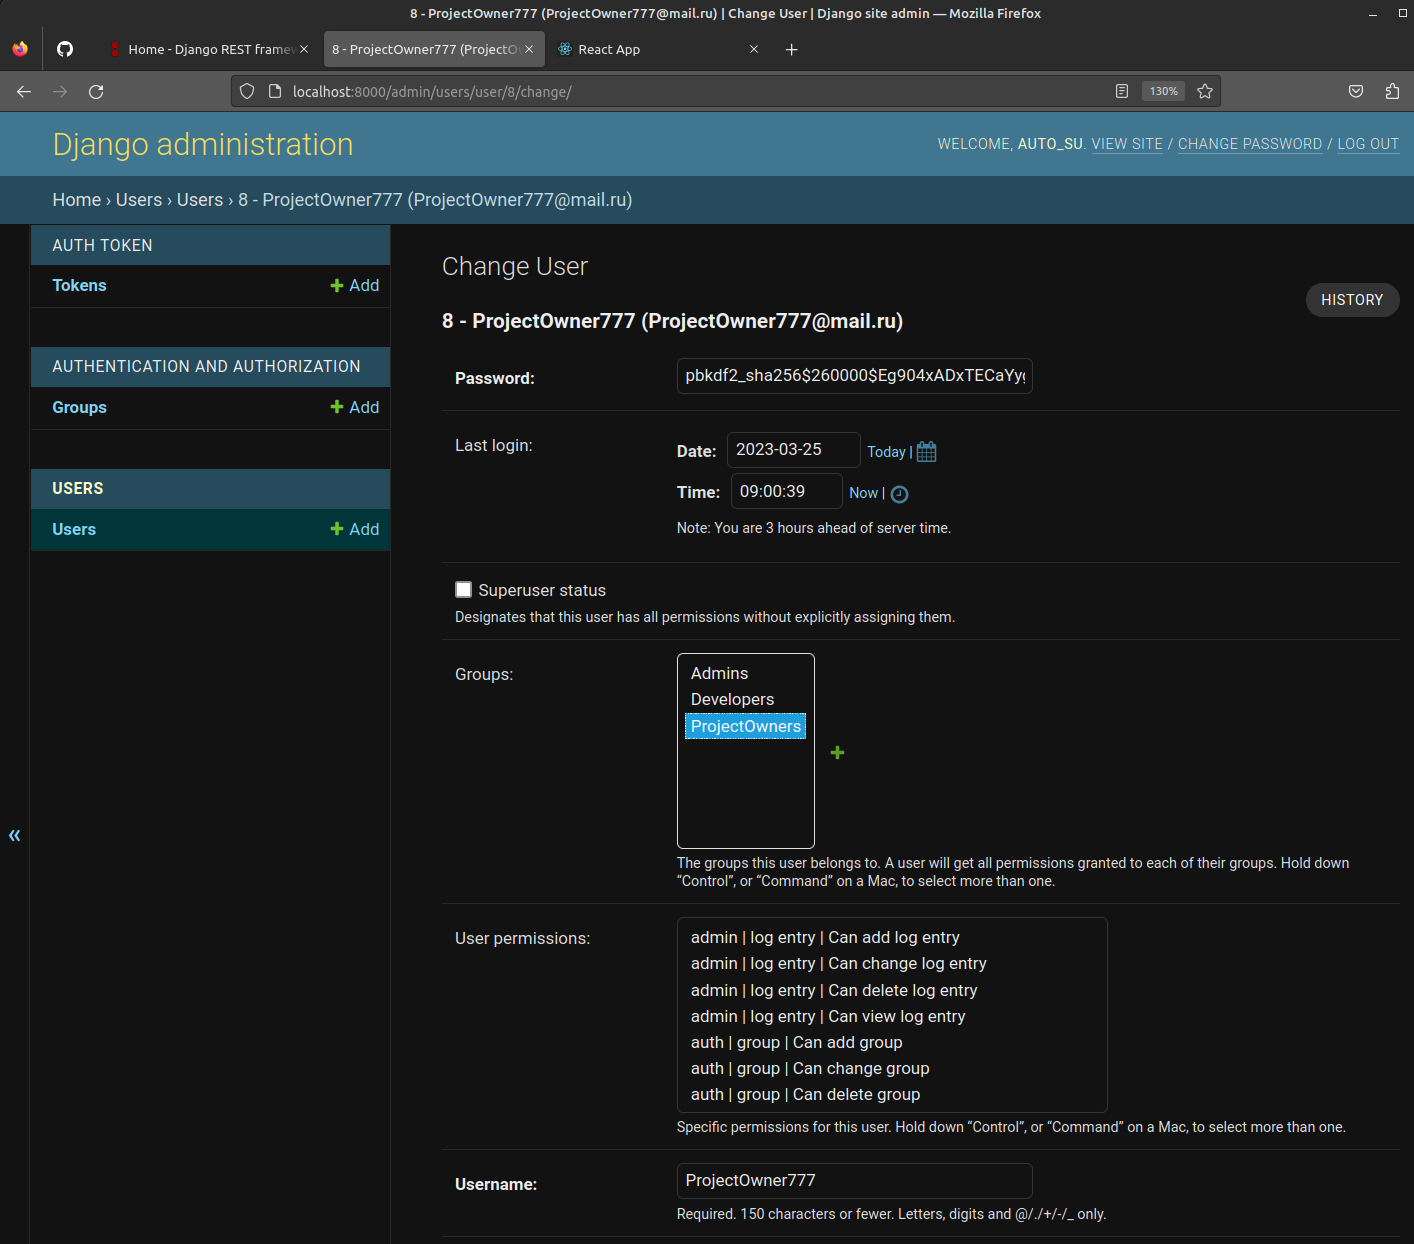 8 - ProjectOwner777 (ProjectOwner777@mail.ru) | Change User | Django site admin — Mozilla Firefox
Home - Django REST framew
8 - ProjectOwner777 (ProjectO
React App
localhost:8000/admin/users/user/8/change/
130%
Django administration
WELCOME, AUTO_SU. VIEW SITE / CHANGE PASSWORD / LOG OUT
Home › Users › Users › 8 - ProjectOwner777 (ProjectOwner777@mail.ru)
AUTH TOKEN
Tokens
Add
AUTHENTICATION AND AUTHORIZATION
Groups
Add
USERS
Users
Add
«
Change User
HISTORY
8 - ProjectOwner777 (ProjectOwner777@mail.ru)
Password:
pbkdf2_sha256$260000$Eg904xADxTECaYyg
Last login:
Date: 2023-03-25 Today |
Time: 09:00:39 Now |
Note: You are 3 hours ahead of server time.
Superuser status
Designates that this user has all permissions without explicitly assigning them.
Groups:
Admins
Developers
ProjectOwners
The groups this user belongs to. A user will get all permissions granted to each of their groups. Hold down
“Control”, or “Command” on a Mac, to select more than one.
User permissions:
admin | log entry | Can add log entry
admin | log entry | Can change log entry
admin | log entry | Can delete log entry
admin | log entry | Can view log entry
auth | group | Can add group
auth | group | Can change group
auth | group | Can delete group
Specific permissions for this user. Hold down “Control”, or “Command” on a Mac, to select more than one.
Username:
ProjectOwner777
Required. 150 characters or fewer. Letters, digits and @/./+/-/_ only.